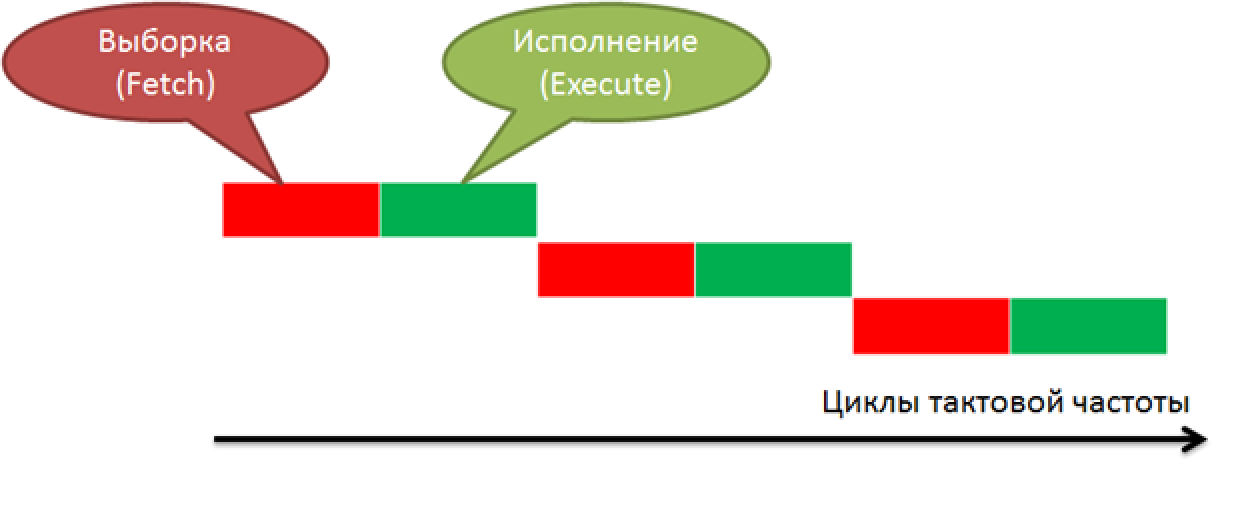 Выборка
(Fetch)
Исполнение
(Execute)
Циклы тактовой частоты